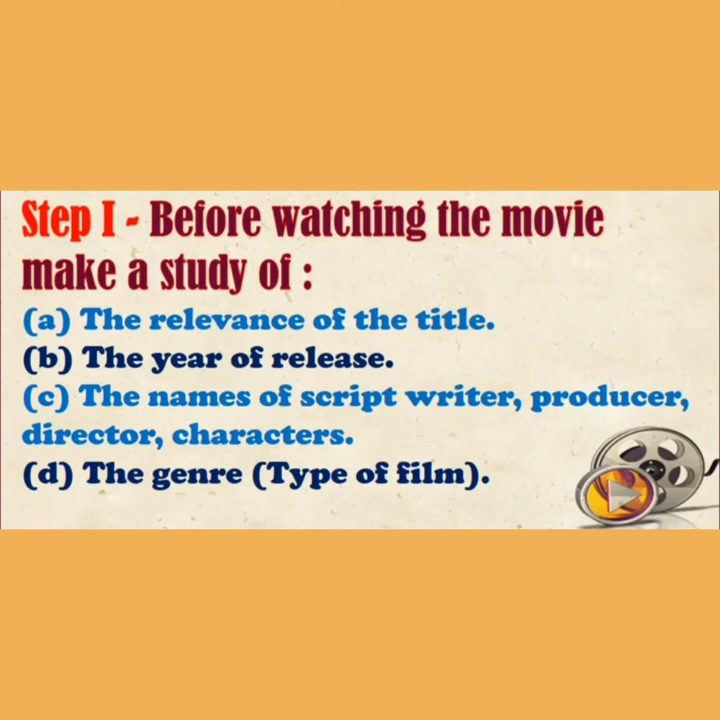 Step I - Before watching the movie
make a study of :
(a) The relevance of the title.
(b) The year of release.
(c) The names of script writer, producer,
director, characters.
(d) The genre (Type of film).